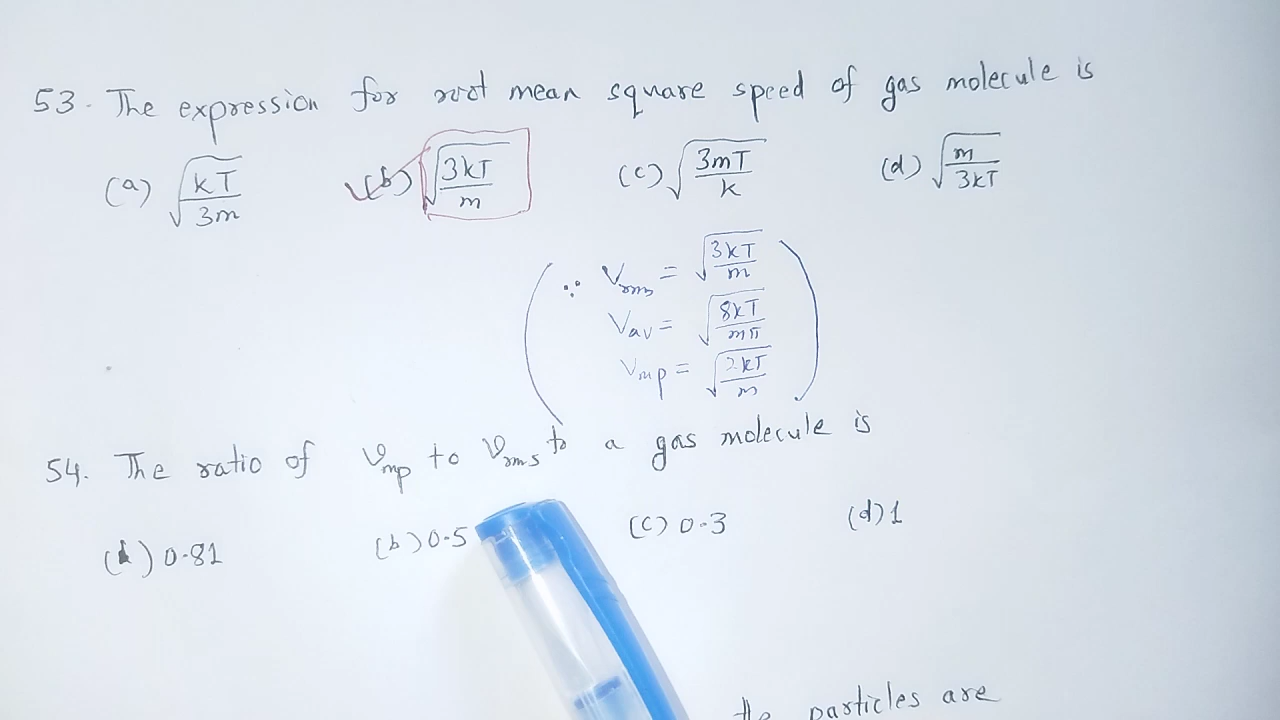 53. The expression for root mean square speed of gas molecule is
(a) √(kT/3m) (b) √(3kT/m) (c) √(3mT/k) (d) √(m/3kT)
∵ Vrms = √(3kT/m)
Vav = √(8kT/mπ)
Vmp = √(2kT/m)
54. The ratio of Vmp to Vrms to a gas molecule is
( ) 0.81 (b) 0.5 (c) 0.3 (d) 1
the particles are